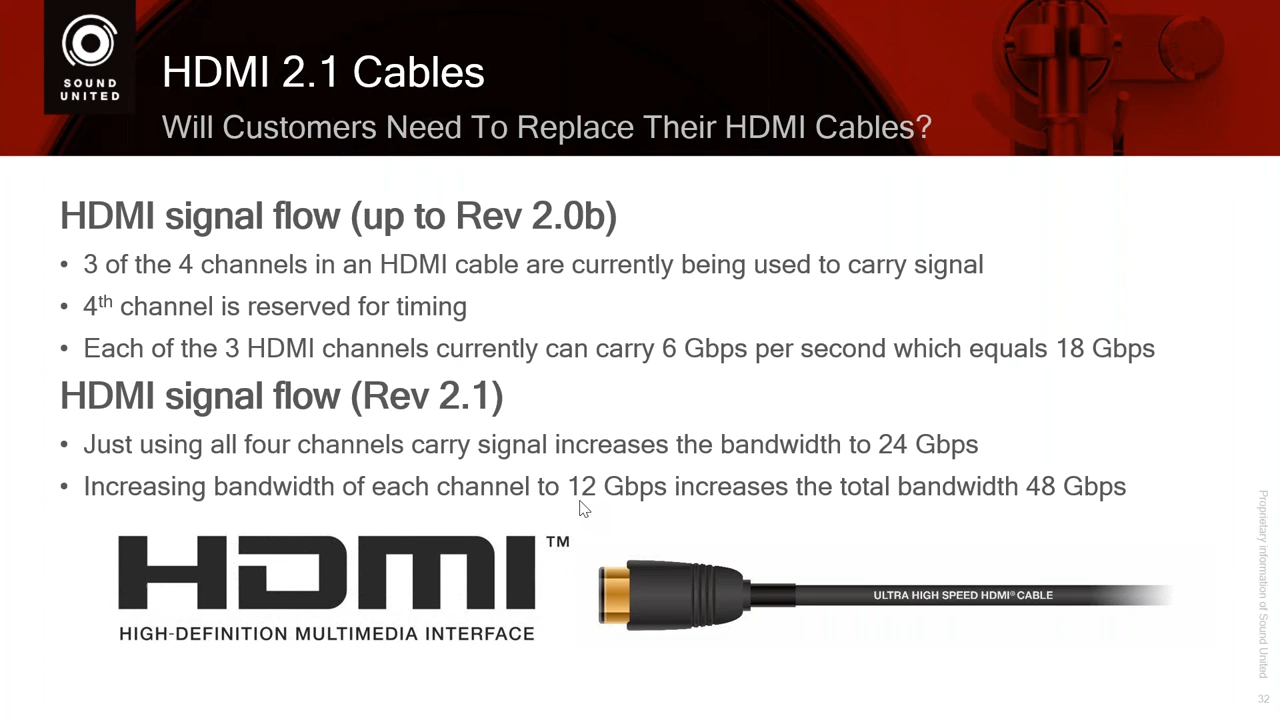 SOUND
UNITED
HDMI 2.1 Cables
Will Customers Need To Replace Their HDMI Cables?
HDMI signal flow (up to Rev 2.0b)
• 3 of the 4 channels in an HDMI cable are currently being used to carry signal
• 4th channel is reserved for timing
• Each of the 3 HDMI channels currently can carry 6 Gbps per second which equals 18 Gbps
HDMI signal flow (Rev 2.1)
• Just using all four channels carry signal increases the bandwidth to 24 Gbps
• Increasing bandwidth of each channel to 12 Gbps increases the total bandwidth 48 Gbps
HDMI™
HIGH-DEFINITION MULTIMEDIA INTERFACE
ULTRA HIGH SPEED HDMI® CABLE
Proprietary information of Sound United
32